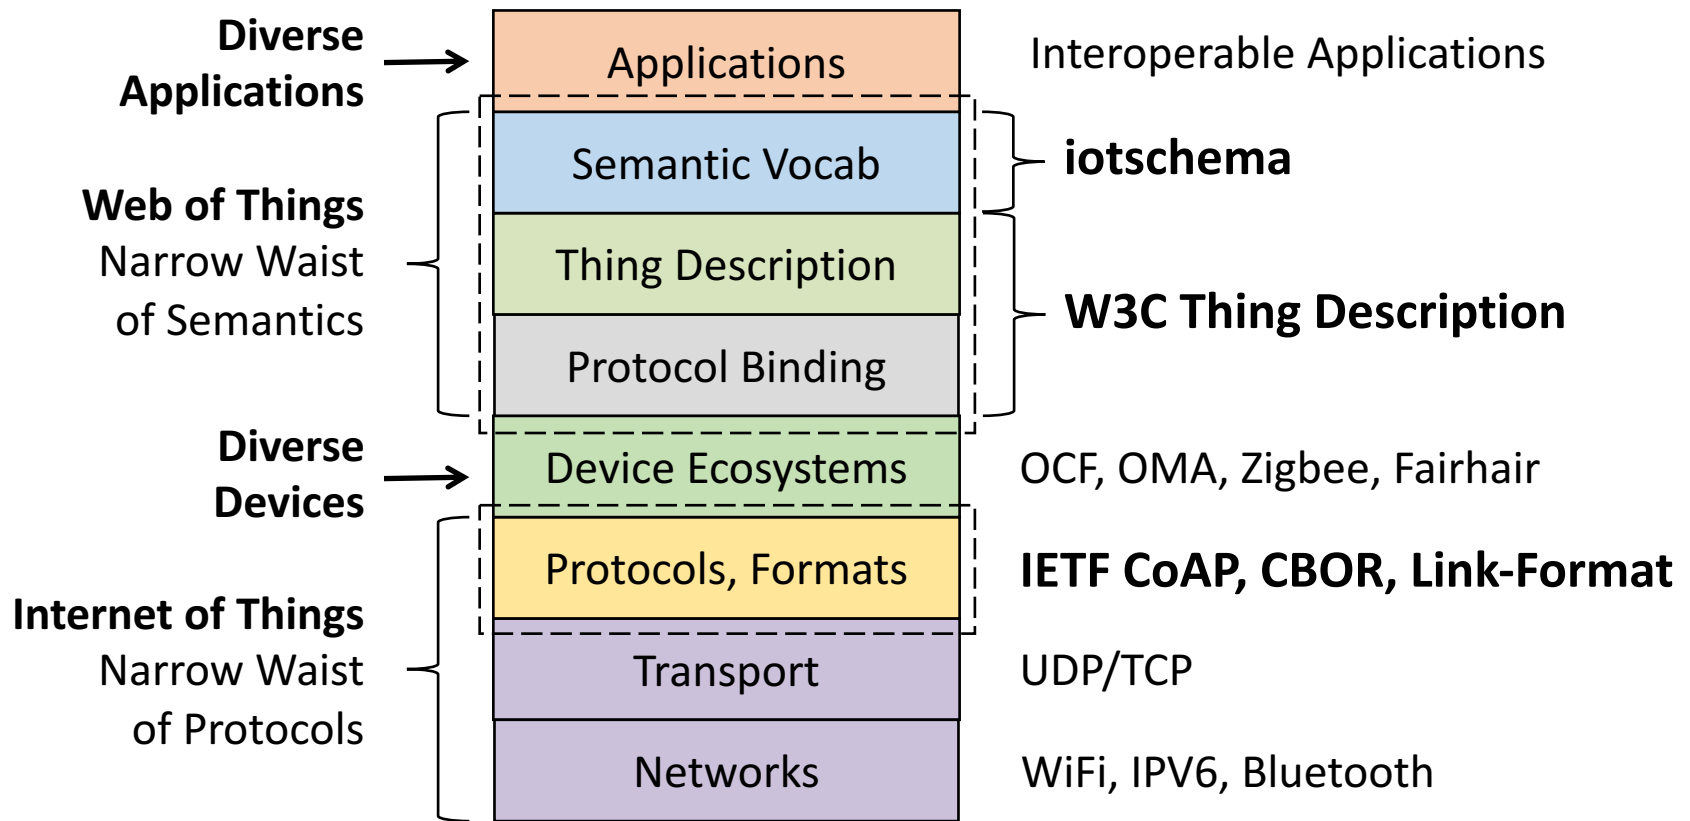 Diverse
Applications
Applications
Interoperable Applications
Semantic Vocab
iotschema
Web of Things
Narrow Waist
of Semantics
Thing Description
W3C Thing Description
Protocol Binding
Diverse
Devices
Device Ecosystems
OCF, OMA, Zigbee, Fairhair
Protocols, Formats
IETF CoAP, CBOR, Link-Format
Internet of Things
Narrow Waist
of Protocols
Transport
UDP/TCP
Networks
WiFi, IPV6, Bluetooth